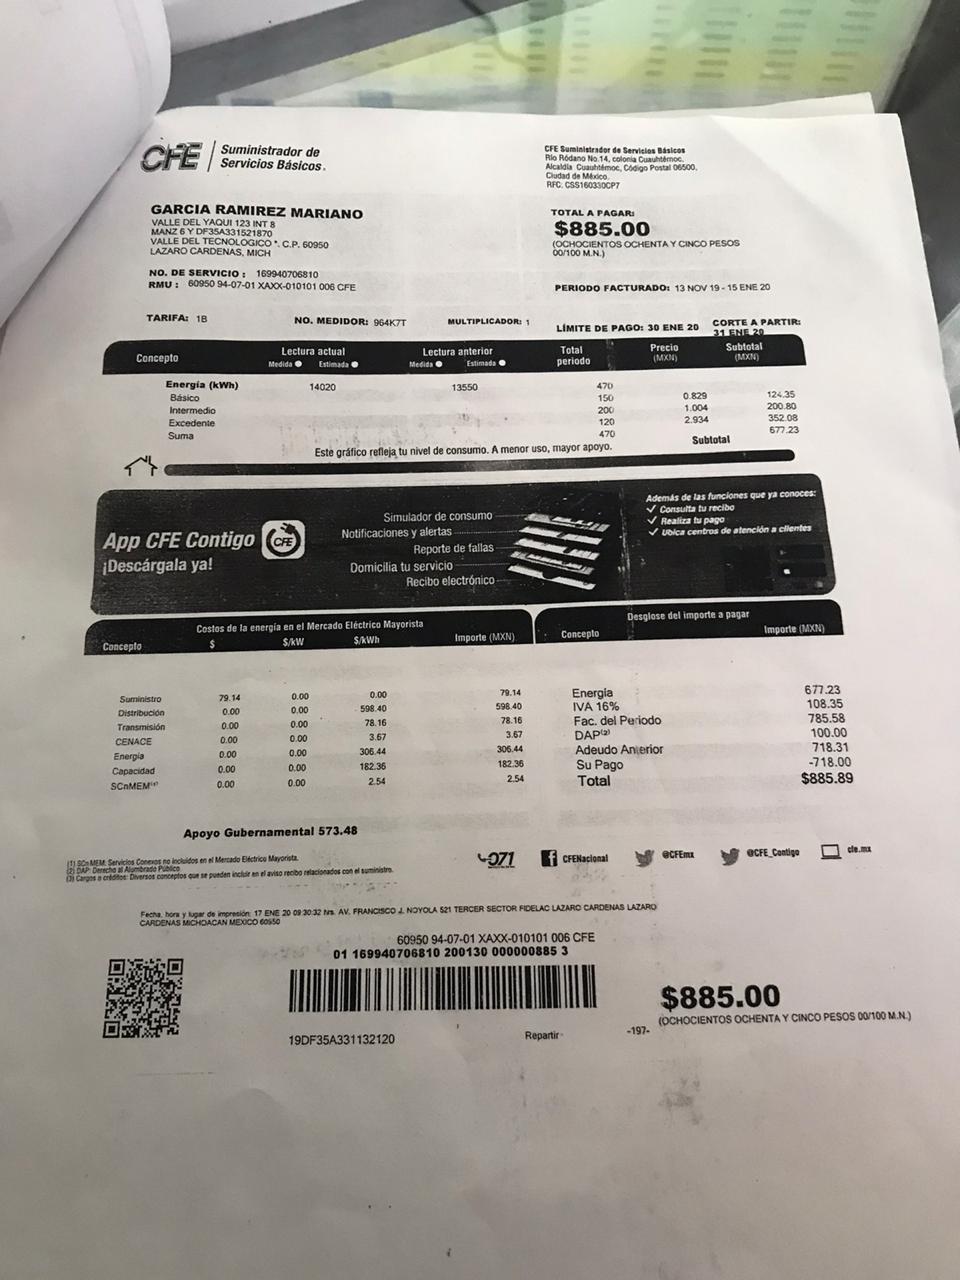 CFE Suministrador de
Servicios Básicos.
CFE Suministrador de Servicios Básicos
Río Ródano No.14, colonia Cuauhtémoc,
Alcaldía Cuauhtémoc, Código Postal 06500,
Ciudad de México.
RFC. CSS160330CP7
GARCIA RAMIREZ MARIANO
VALLE DEL YAQUI 123 INT 8
MANZ 6 Y DF35A331521870
VALLE DEL TECNOLOGICO *. C.P. 60950
LAZARO CARDENAS, MICH
TOTAL A PAGAR:
$885.00
(OCHOCIENTOS OCHENTA Y CINCO PESOS
00/100 M.N.)
NO. DE SERVICIO : 169940706810
RMU : 60950 94-07-01 XAXX-010101 006 CFE
PERIODO FACTURADO: 13 NOV 19 - 15 ENE 20
TARIFA: 1B NO. MEDIDOR: 964K7T MULTIPLICADOR: 1 LÍMITE DE PAGO: 30 ENE 20 CORTE A PARTIR:
31 ENE 20
Concepto Lectura actual Lectura anterior Total periodo Precio (MXN) Subtotal (MXN)
Medida Estimada Medida Estimada
Energía (kWh) 14020 13550 470
Básico 150 0.829 124.35
Intermedio 200 1.004 200.80
Excedente 120 2.934 352.08
Suma 470 Subtotal 677.23
Este gráfico refleja tu nivel de consumo. A menor uso, mayor apoyo.
App CFE Contigo CFE
¡Descárgala ya!
Simulador de consumo
Notificaciones y alertas
Reporte de fallas
Domicilia tu servicio
Recibo electrónico
Además de las funciones que ya conoces:
Consulta tu recibo
Realiza tu pago
Ubica centros de atención a clientes
Costos de la energía en el Mercado Eléctrico Mayorista
Concepto $ $/kW $/kWh Importe (MXN)
Suministro 79.14 0.00 0.00 79.14
Distribución 0.00 0.00 598.40 598.40
Transmisión 0.00 0.00 78.16 78.16
CENACE 0.00 0.00 3.67 3.67
Energía 0.00 0.00 306.44 306.44
Capacidad 0.00 0.00 182.36 182.36
SCnMEM(1) 0.00 0.00 2.54 2.54
Desglose del importe a pagar
Concepto Importe (MXN)
Energía 677.23
IVA 16% 108.35
Fac. del Periodo 785.58
DAP(2) 100.00
Adeudo Anterior 718.31
Su Pago -718.00
Total $885.89
Apoyo Gubernamental 573.48
(1) SCnMEM: Servicios Conexos no incluidos en el Mercado Eléctrico Mayorista.
(2) DAP: Derecho al Alumbrado Público
(3) Cargos o créditos: Diversos conceptos que se pueden incluir en el aviso recibo relacionados con el suministro.
071 CFENacional @CFEmx @CFE_Contigo cfe.mx
Fecha, hora y lugar de impresión: 17 ENE 20 09:30:32 hrs. AV. FRANCISCO J. NOYOLA 521 TERCER SECTOR FIDELAC LAZARO CARDENAS LAZARO
CARDENAS MICHOACAN MEXICO 60950
60950 94-07-01 XAXX-010101 006 CFE
01 169940706810 200130 000000885 3
19DF35A331132120
Repartir
-197-
$885.00
(OCHOCIENTOS OCHENTA Y CINCO PESOS 00/100 M.N.)